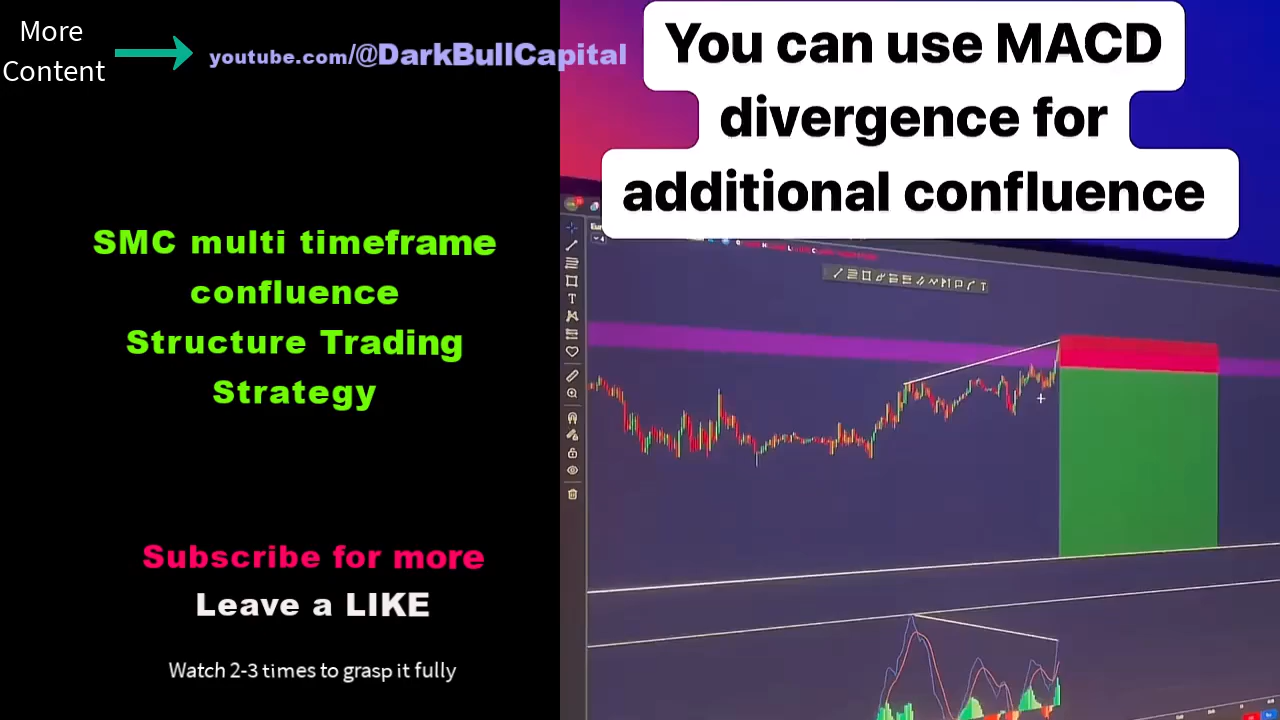 More
Content
youtube.com/@DarkBullCapital
You can use MACD
divergence for
additional confluence
SMC multi timeframe
confluence
Structure Trading
Strategy
Subscribe for more
Leave a LIKE
Watch 2-3 times to grasp it fully